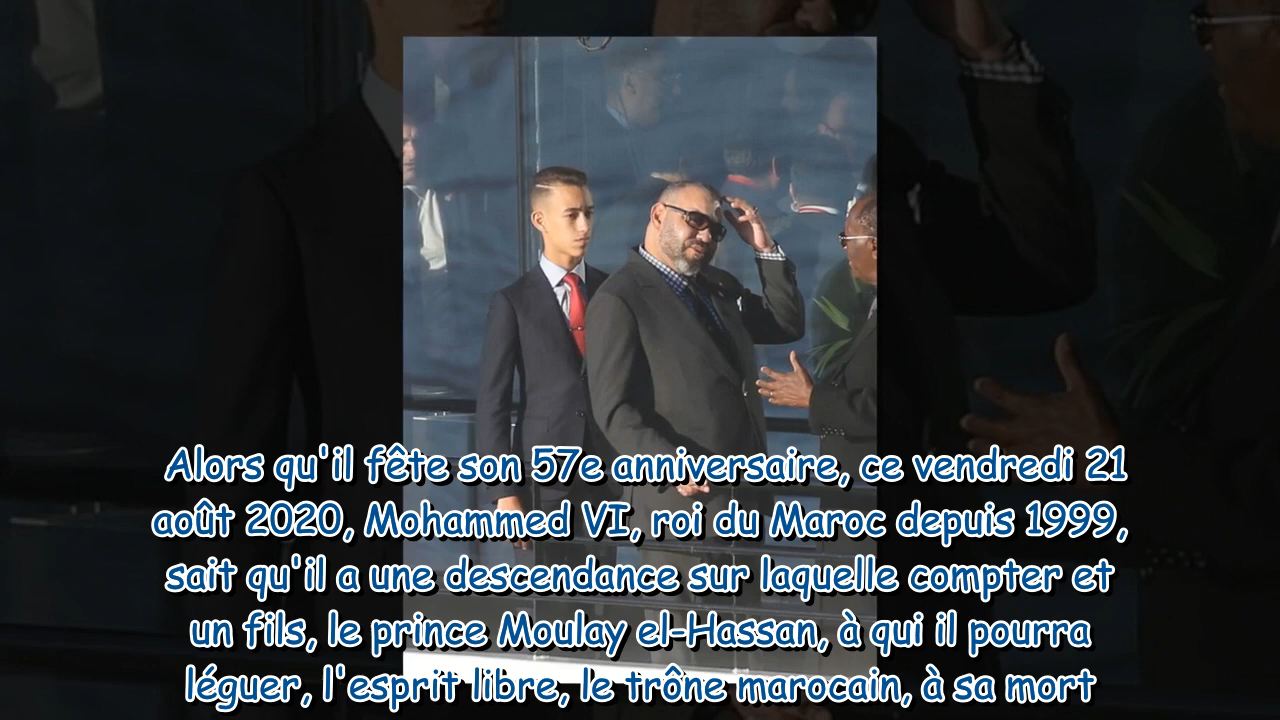 Alors qu'il fête son 57e anniversaire, ce vendredi 21
août 2020, Mohammed VI, roi du Maroc depuis 1999,
sait qu'il a une descendance sur laquelle compter et
un fils, le prince Moulay el-Hassan, à qui il pourra
léguer, l'esprit libre, le trône marocain, à sa mort